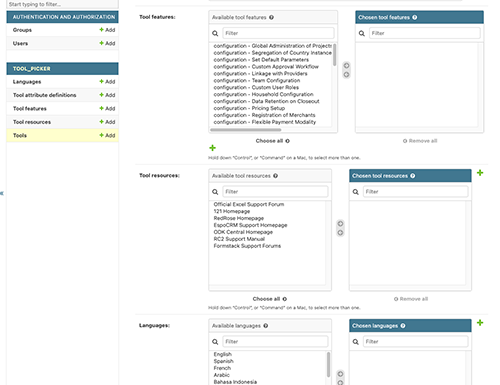 Start typing to filter...
AUTHENTICATION AND AUTHORIZATION
Groups + Add
Users + Add
TOOL_PICKER
Languages + Add
Tool attribute definitions + Add
Tool features + Add
Tool resources + Add
Tools + Add
Tool features:
Available tool features
Filter
configuration - Global Administration of Projects
configuration - Segregation of Country Instance
configuration - Set Default Parameters
configuration - Custom Approval Workflow
configuration - Linkage with Providers
configuration - Team Configuration
configuration - Custom User Roles
configuration - Household Configuration
configuration - Data Retention on Closeout
configuration - Pricing Setup
configuration - Registration of Merchants
configuration - Flexible Payment Modality
Choose all
Chosen tool features
Filter
Remove all
Hold down "Control", or "Command" on a Mac, to select more than one.
Tool resources:
Available tool resources
Filter
Official Excel Support Forum
121 Homepage
RedRose Homepage
EspoCRM Support Homepage
ODK Central Homepage
RC2 Support Manual
Formstack Support Forums
Choose all
Chosen tool resources
Filter
Remove all
Hold down "Control", or "Command" on a Mac, to select more than one.
Languages:
Available languages
Filter
English
Spanish
French
Arabic
Bahasa Indonesia
Chosen languages
Filter